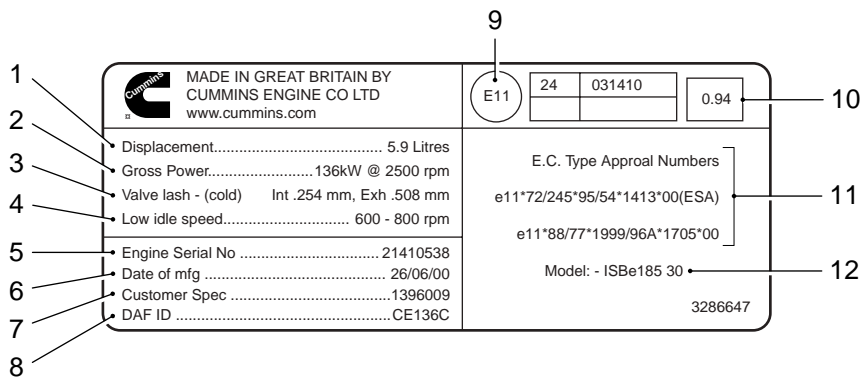 9
1
2
3
4
5
6
7
8
10
11
12
Cummins
MADE IN GREAT BRITAIN BY
CUMMINS ENGINE CO LTD
www.cummins.com
E11
24 031410
0.94
Displacement..................................... 5.9 Litres
Gross Power.....................136kW @ 2500 rpm
Valve lash - (cold) Int .254 mm, Exh .508 mm
Low idle speed............................ 600 - 800 rpm
Engine Serial No ............................ 21410538
Date of mfg .................................... 26/06/00
Customer Spec ................................1396009
DAF ID ..............................................CE136C
E.C. Type Approal Numbers
e11*72/245*95/54*1413*00(ESA)
e11*88/77*1999/96A*1705*00
Model: - ISBe185 30
3286647